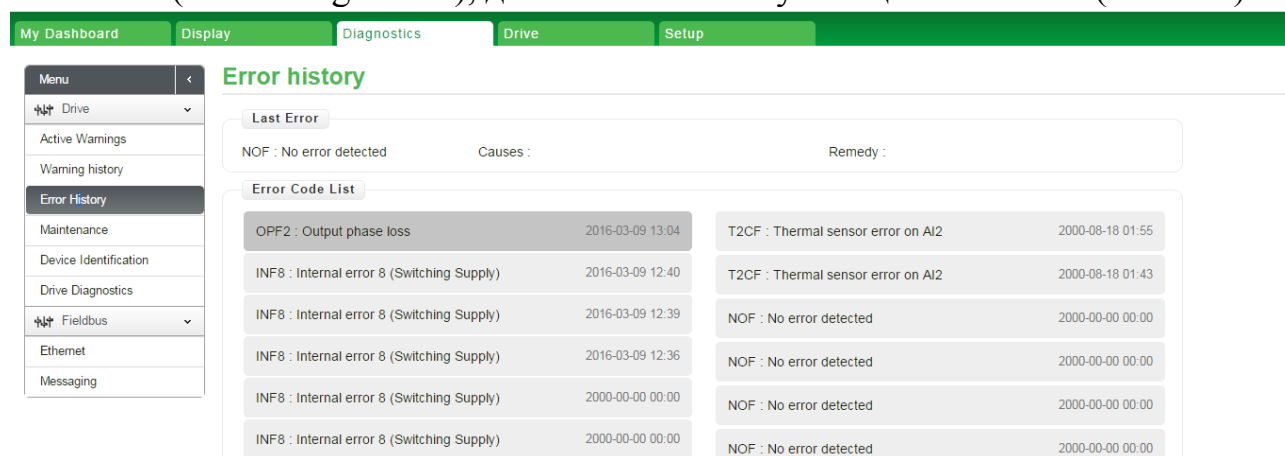 My Dashboard Display Diagnostics Drive Setup
Menu
Drive
Active Warnings
Warning history
Error History
Maintenance
Device Identification
Drive Diagnostics
Fieldbus
Ethernet
Messaging
Error history
Last Error
NOF : No error detected Causes : Remedy :
Error Code List
OPF2 : Output phase loss 2016-03-09 13:04
INF8 : Internal error 8 (Switching Supply) 2016-03-09 12:40
INF8 : Internal error 8 (Switching Supply) 2016-03-09 12:39
INF8 : Internal error 8 (Switching Supply) 2016-03-09 12:36
INF8 : Internal error 8 (Switching Supply) 2000-00-00 00:00
INF8 : Internal error 8 (Switching Supply) 2000-00-00 00:00
T2CF : Thermal sensor error on AI2 2000-08-18 01:55
T2CF : Thermal sensor error on AI2 2000-08-18 01:43
NOF : No error detected 2000-00-00 00:00
NOF : No error detected 2000-00-00 00:00
NOF : No error detected 2000-00-00 00:00
NOF : No error detected 2000-00-00 00:00